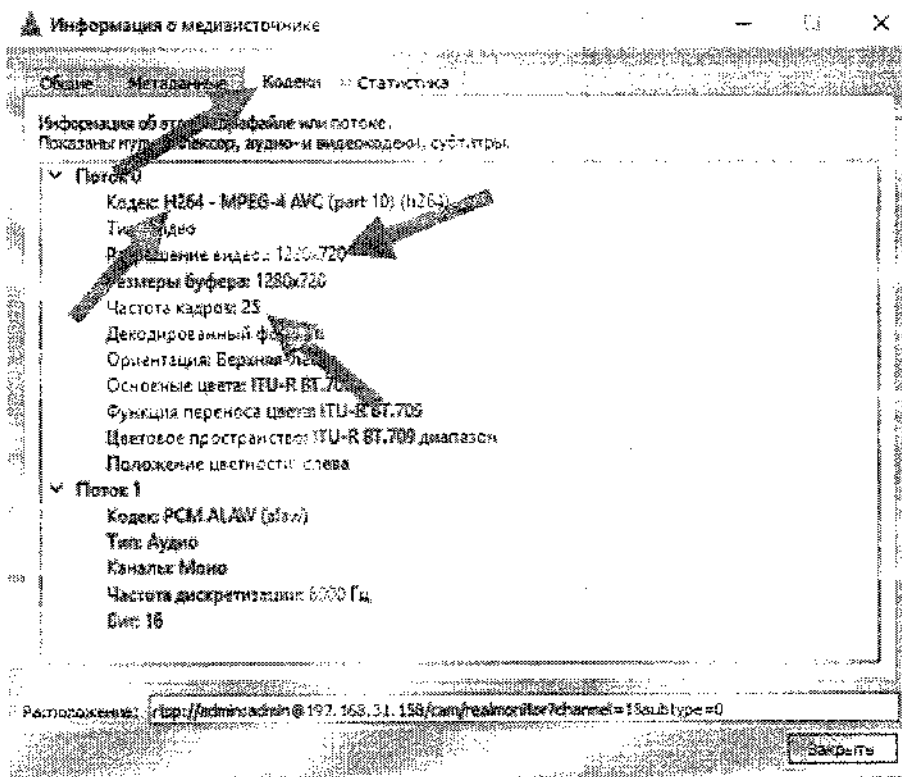 Информация о медиаисточнике
Общие Метаданные Кодеки Статистика
Информация об этом медиафайле или потоке.
Показаны аудио- и видеокодеки, субтитры.
Поток 0
Кодек: H264 - MPEG-4 AVC (part 10) (h264)
Тип: Видео
Разрешение видео: 1280x720
Размеры буфера: 1280x720
Частота кадров: 25
Декодированный
Ориентация: Верхняя
Основные цвета: ITU-R BT.709
Функция переноса цвета: ITU-R BT.709
Цветовое пространство: ITU-R BT.709 диапазон
Положение цветности: слева
Поток 1
Кодек: PCM ALAW (alaw)
Тип: Аудио
Каналы: Моно
Частота дискретизации: 8000 Гц
Бит: 16
Расположение: rtsp://admin:admin@192.168.31.158/cam/realmonitor?channel=1&subtype=0
Закрыть